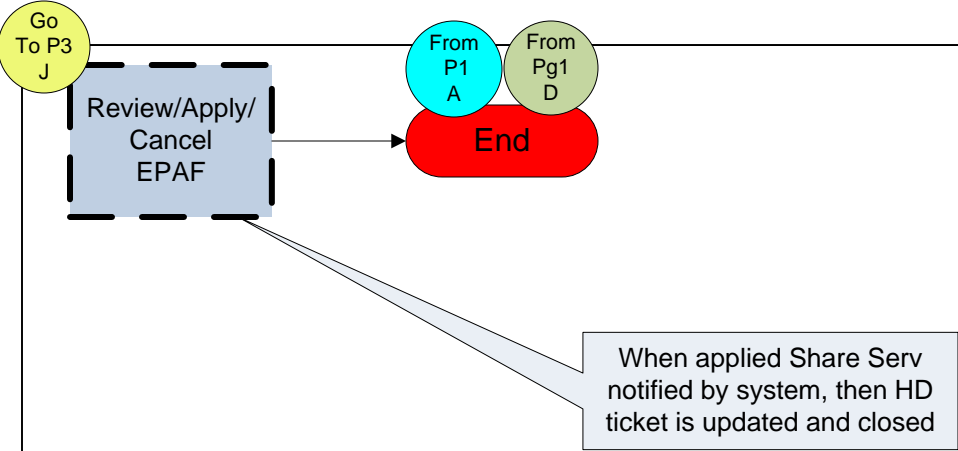 Go
To P3
J
Review/Apply/
Cancel
EPAF
From
P1
A
From
Pg1
D
End
When applied Share Serv
notified by system, then HD
ticket is updated and closed